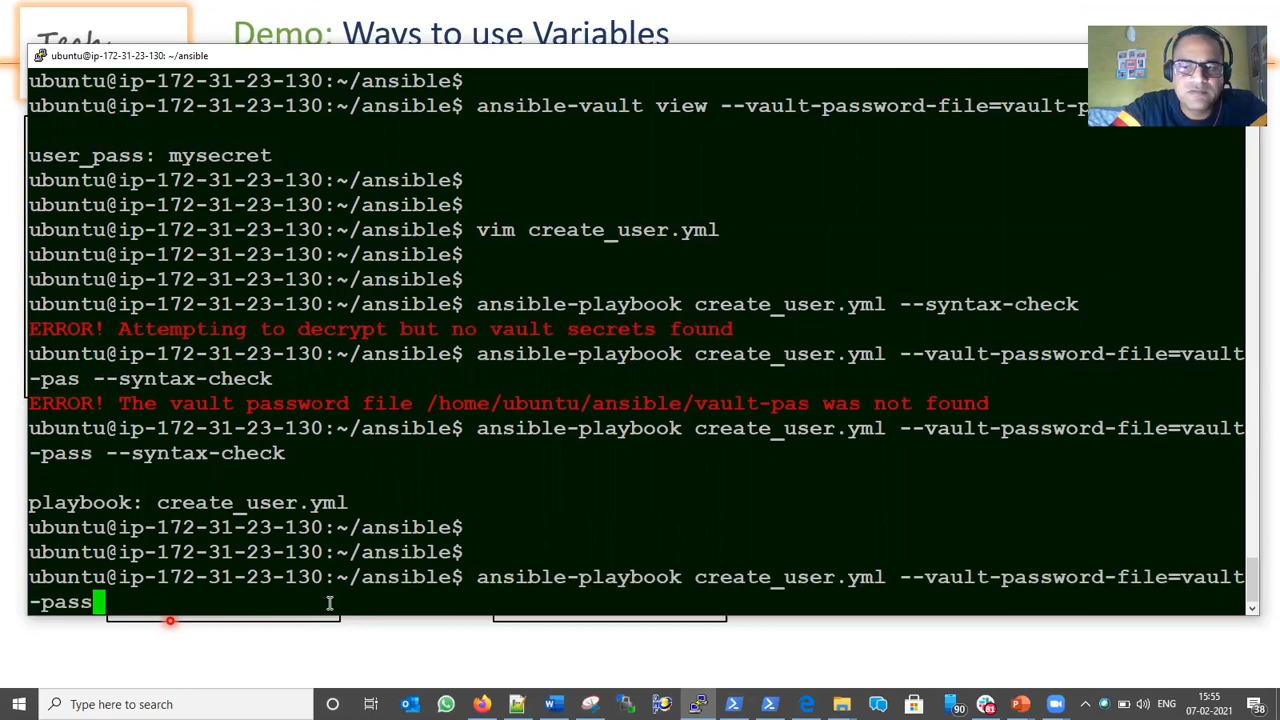 Demo: Ways to use Variables
Tech
ubuntu@ip-172-31-23-130: ~/ansible
ubuntu@ip-172-31-23-130:~/ansible$
ubuntu@ip-172-31-23-130:~/ansible$ ansible-vault view --vault-password-file=vault-p
user_pass: mysecret
ubuntu@ip-172-31-23-130:~/ansible$
ubuntu@ip-172-31-23-130:~/ansible$
ubuntu@ip-172-31-23-130:~/ansible$ vim create_user.yml
ubuntu@ip-172-31-23-130:~/ansible$
ubuntu@ip-172-31-23-130:~/ansible$
ubuntu@ip-172-31-23-130:~/ansible$ ansible-playbook create_user.yml --syntax-check
ERROR! Attempting to decrypt but no vault secrets found
ubuntu@ip-172-31-23-130:~/ansible$ ansible-playbook create_user.yml --vault-password-file=vault
-pas --syntax-check
ERROR! The vault password file /home/ubuntu/ansible/vault-pas was not found
ubuntu@ip-172-31-23-130:~/ansible$ ansible-playbook create_user.yml --vault-password-file=vault
-pass --syntax-check
playbook: create_user.yml
ubuntu@ip-172-31-23-130:~/ansible$
ubuntu@ip-172-31-23-130:~/ansible$
ubuntu@ip-172-31-23-130:~/ansible$ ansible-playbook create_user.yml --vault-password-file=vault
-pass
Type here to search
90
81
15:55
07-02-2021
38